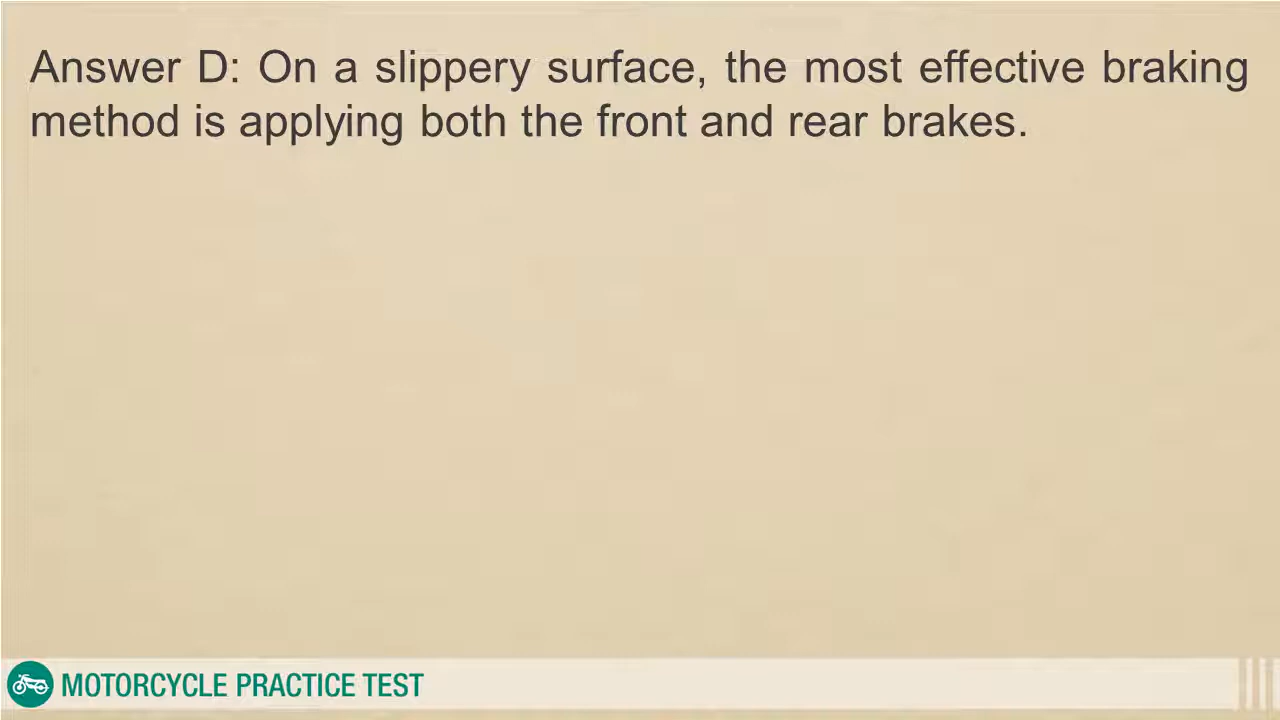 Answer D: On a slippery surface, the most effective braking
method is applying both the front and rear brakes.
MOTORCYCLE PRACTICE TEST